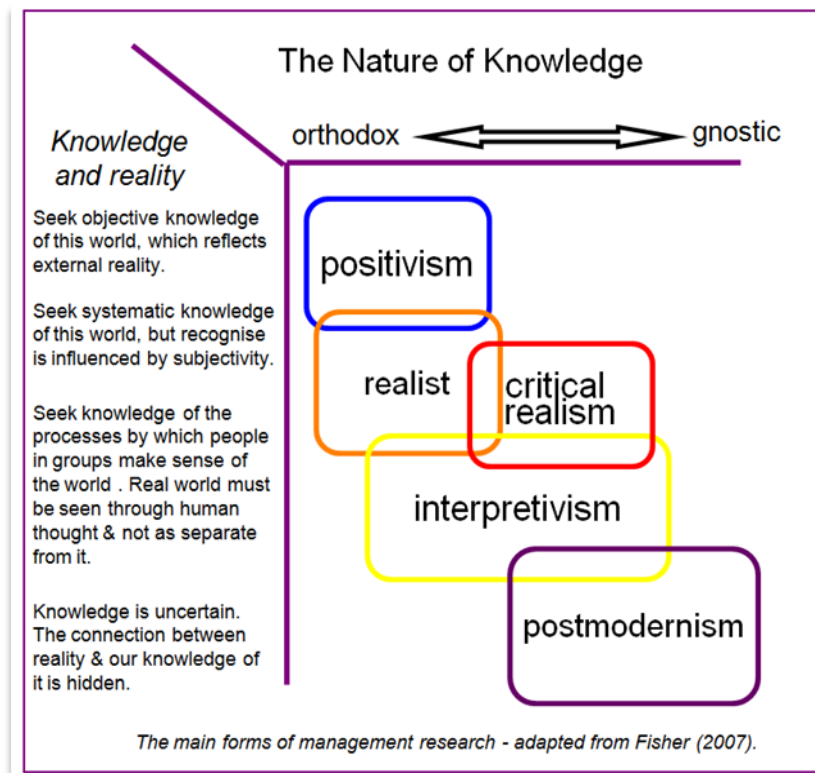 The Nature of Knowledge
orthodox
gnostic
Knowledge
and reality
Seek objective knowledge
of this world, which reflects
external reality.
positivism
Seek systematic knowledge
of this world, but recognise
is influenced by subjectivity.
realist
critical
realism
Seek knowledge of the
processes by which people
in groups make sense of
the world . Real world must
be seen through human
thought & not as separate
from it.
interpretivism
Knowledge is uncertain.
The connection between
reality & our knowledge of
it is hidden.
postmodernism
The main forms of management research - adapted from Fisher (2007).